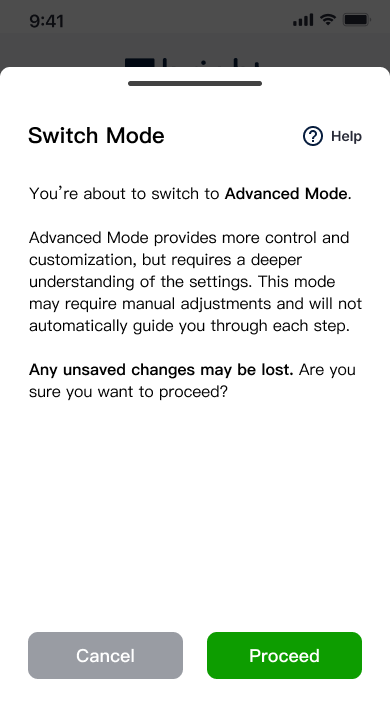 9:41
Switch Mode
Help
You're about to switch to Advanced Mode.
Advanced Mode provides more control and
customization, but requires a deeper
understanding of the settings. This mode
may require manual adjustments and will not
automatically guide you through each step.
Any unsaved changes may be lost. Are you
sure you want to proceed?
Cancel
Proceed